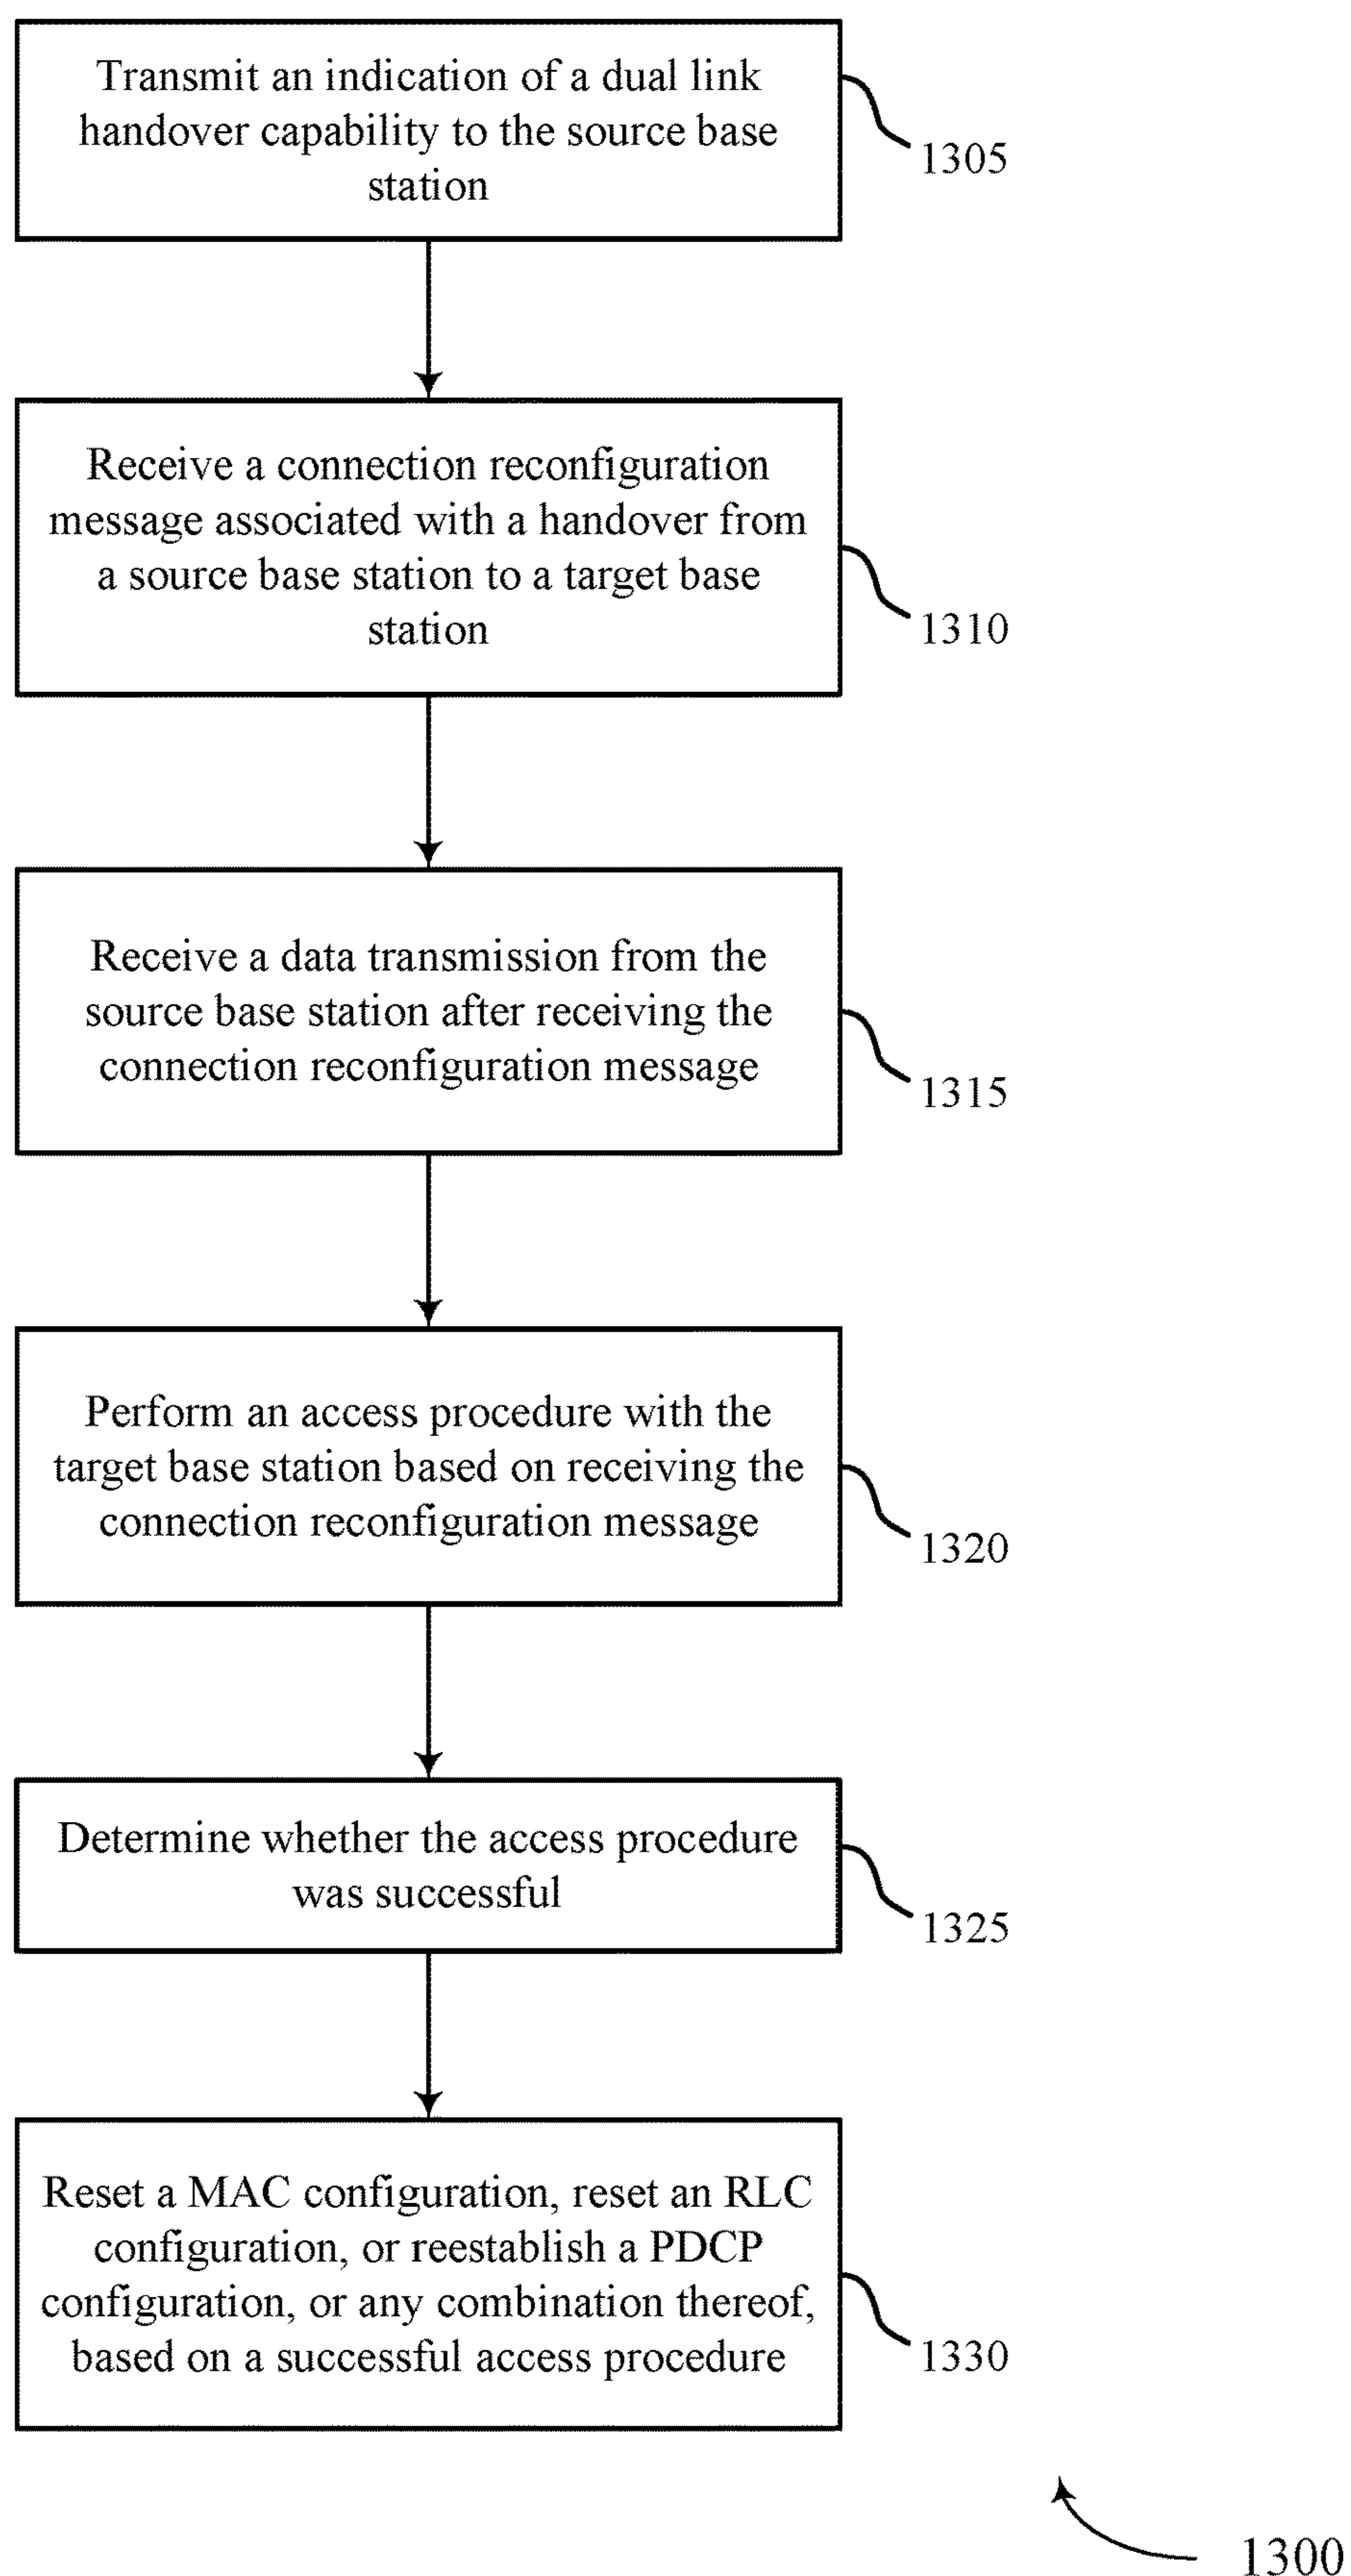 Transmit an indication of a dual link
handover capability to the source base
station
1305
Receive a connection reconfiguration
message associated with a handover from
a source base station to a target base
station
1310
Receive a data transmission from the
source base station after receiving the
connection reconfiguration message
1315
Perform an access procedure with the
target base station based on receiving the
connection reconfiguration message
1320
Determine whether the access procedure
was successful
1325
Reset a MAC configuration, reset an RLC
configuration, or reestablish a PDCP
configuration, or any combination thereof,
based on a successful access procedure
1330
1300